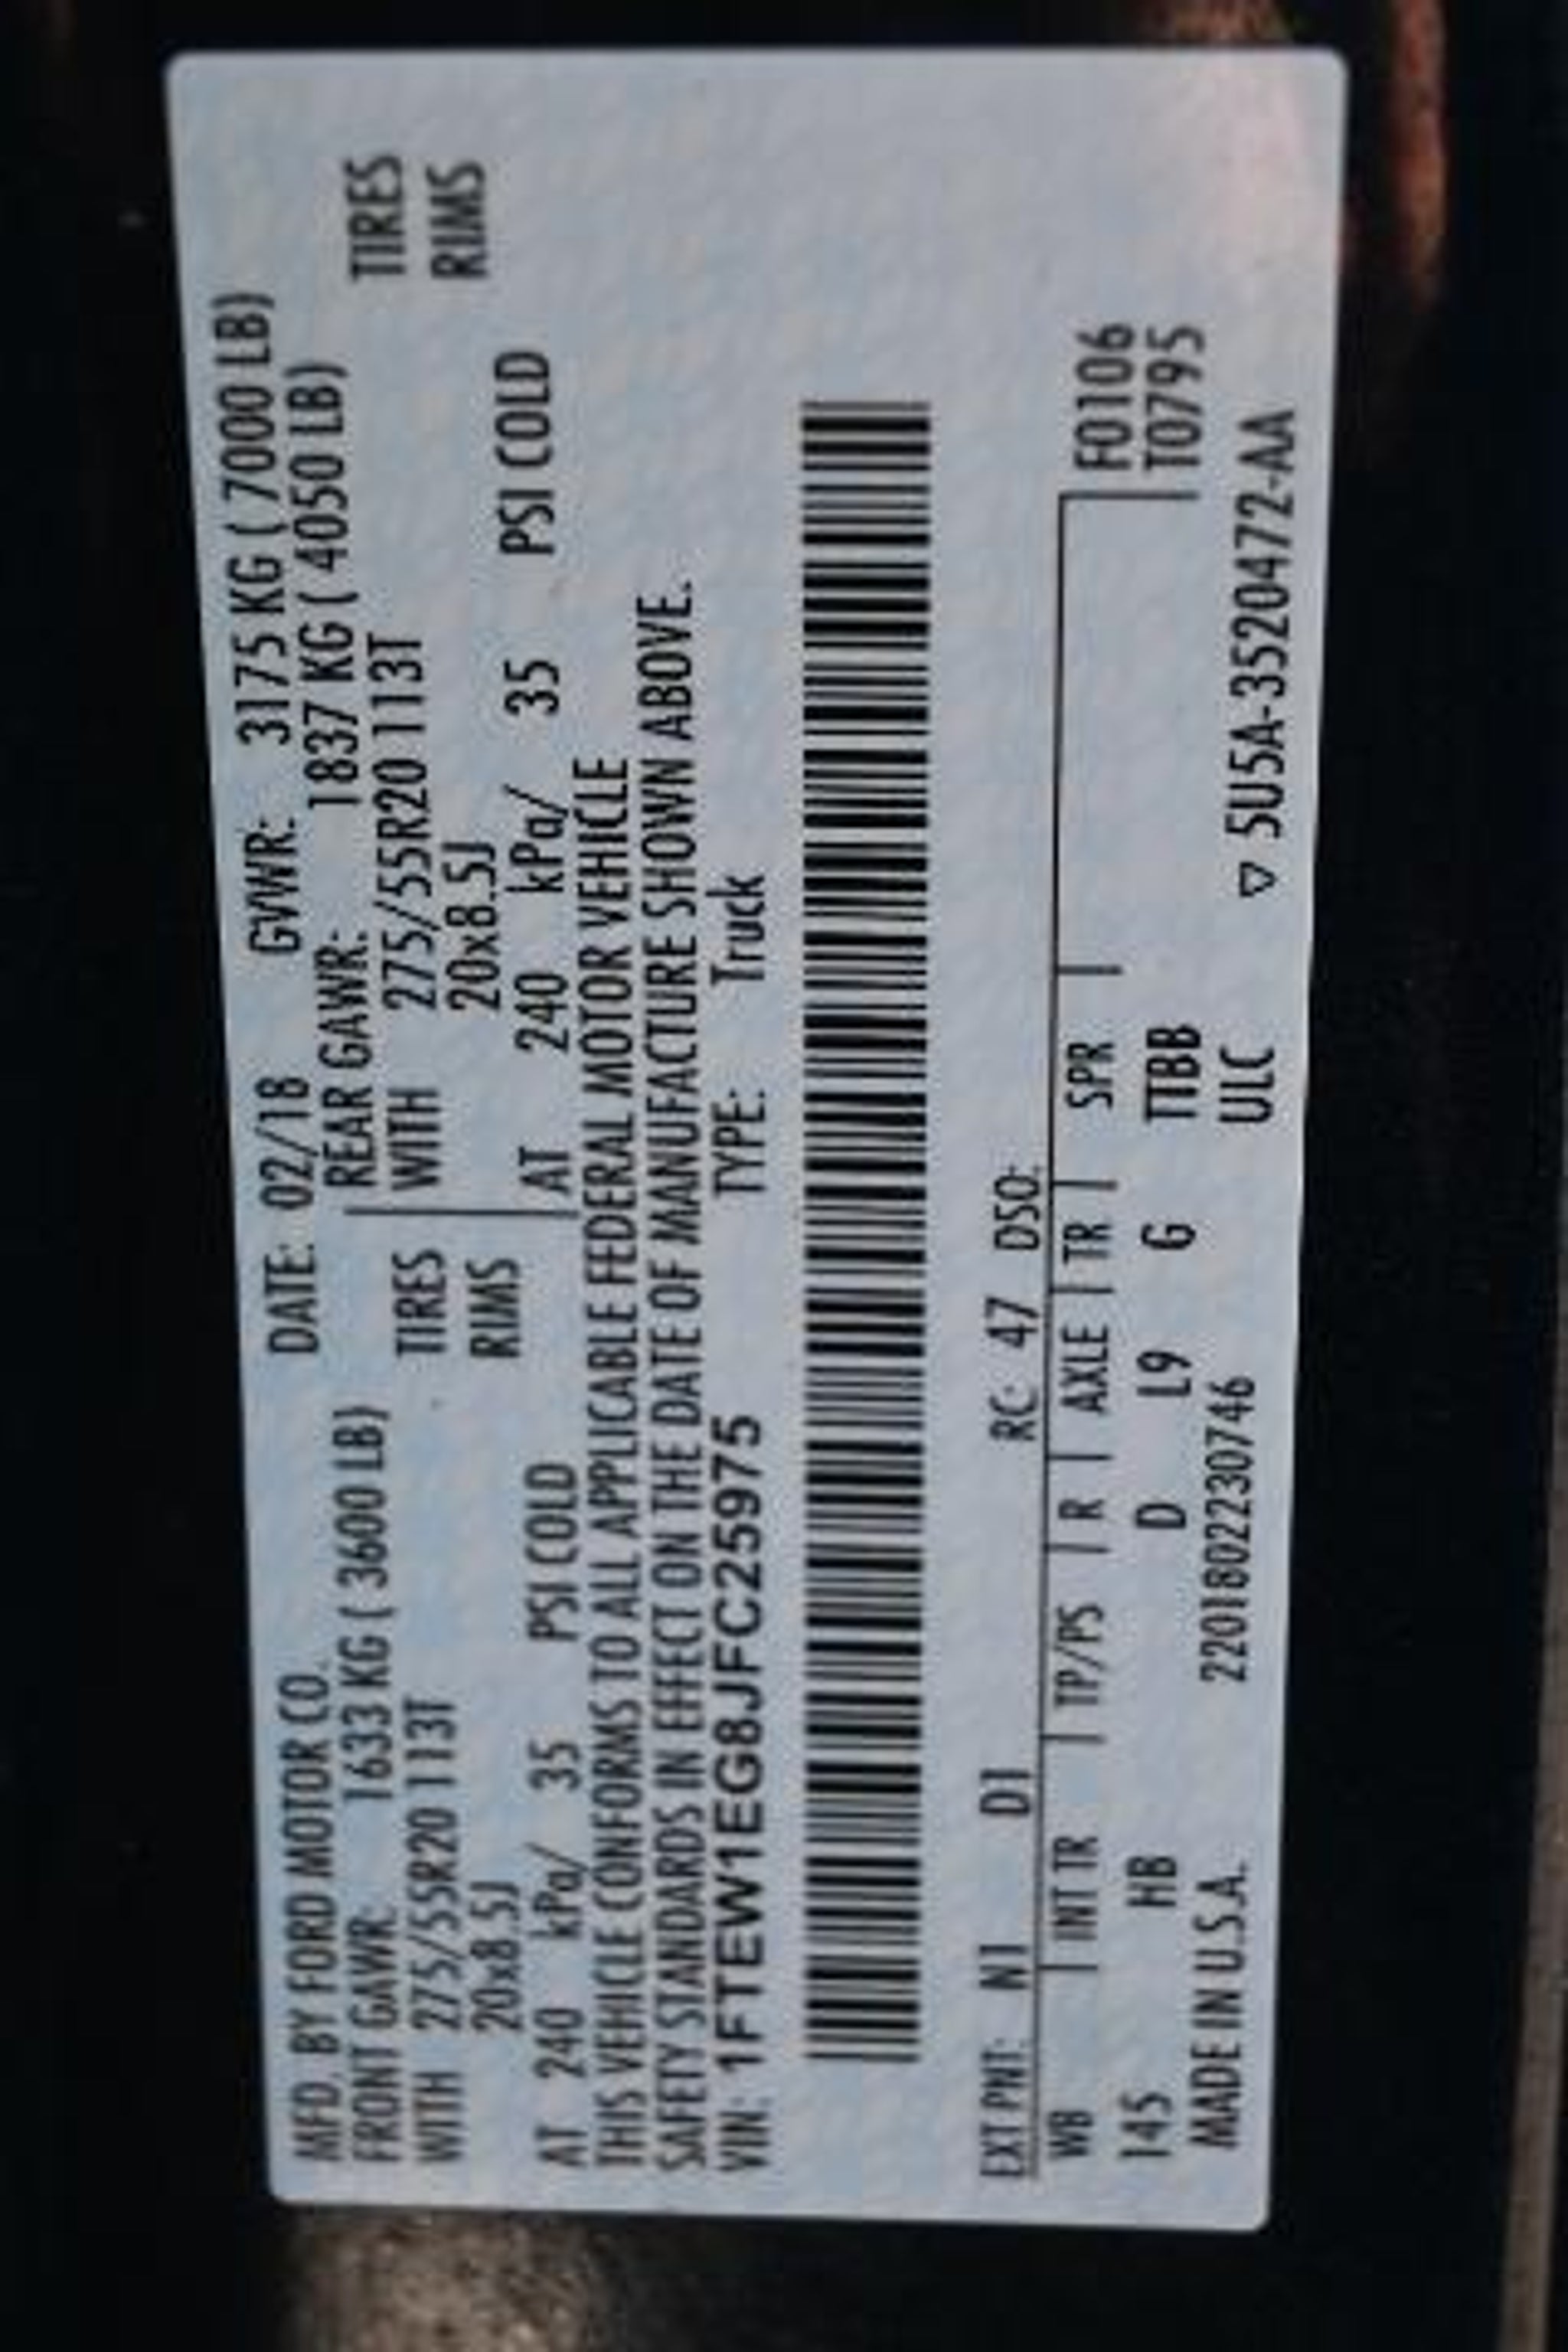 MFD. BY FORD MOTOR CO. DATE: 02/18 GVWR: 3175 KG ( 7000 LB)
FRONT GAWR: 1633 KG ( 3600 LB) REAR GAWR: 1837 KG ( 4050 LB)
WITH 275/55R20 113T TIRES WITH 275/55R20 113T TIRES
20x8.5J RIMS 20x8.5J RIMS
AT 240 kPa/ 35 PSI COLD AT 240 kPa/ 35 PSI COLD
THIS VEHICLE CONFORMS TO ALL APPLICABLE FEDERAL MOTOR VEHICLE
SAFETY STANDARDS IN EFFECT ON THE DATE OF MANUFACTURE SHOWN ABOVE.
VIN: 1FTEW1EG8JFC25975 TYPE: Truck
EXT PNT: N1 D1 RC: 47 DSO:
WB INT TR TP/PS R AXLE TR SPR F0106
145 HB D L9 G TTBB T0795
MADE IN U.S.A. 2201802230746 ULC ▽ 5U5A-3520472-AA